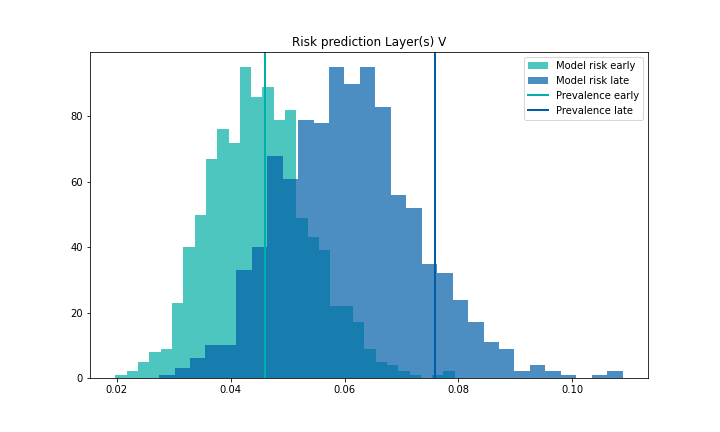 Risk prediction Layer(s) V
Model risk early
Model risk late
Prevalence early
Prevalence late
80
60
40
20
0
0.02 0.04 0.06 0.08 0.10